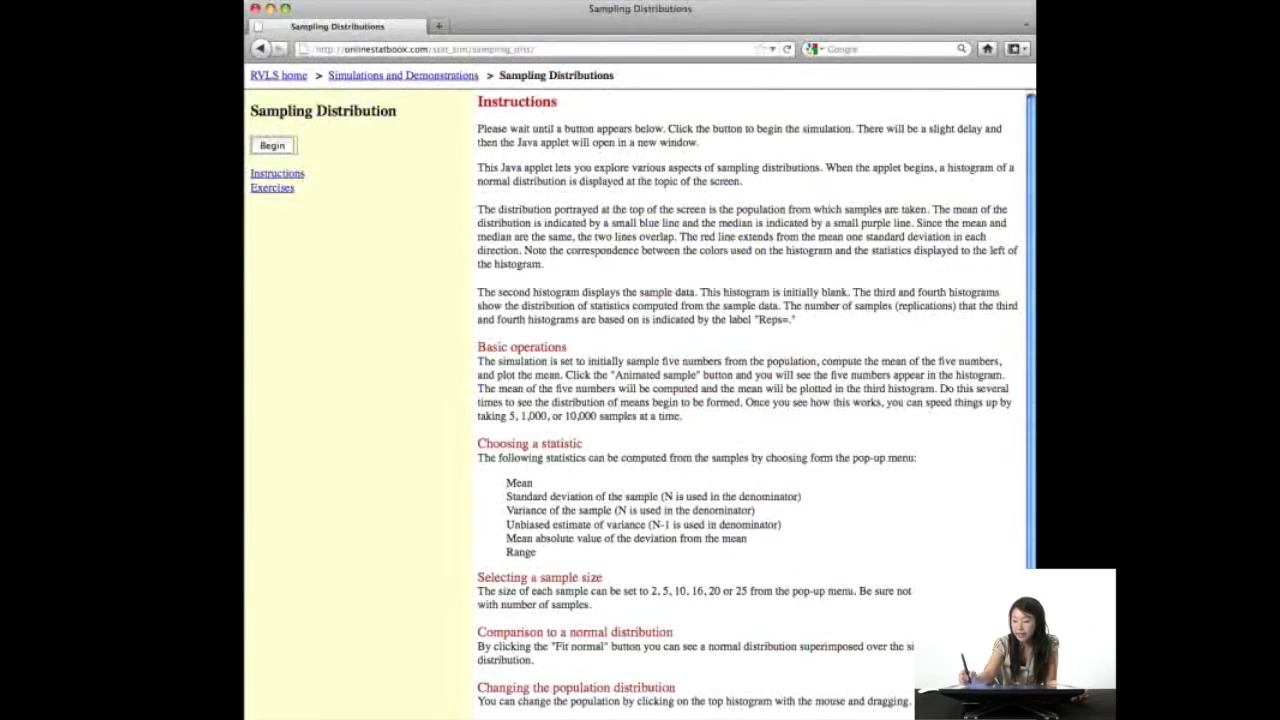 Sampling Distributions
Sampling Distributions
http://onlinestatbook.com/stat_sim/sampling_dist/
Google
RVLS home > Simulations and Demonstrations > Sampling Distributions
Sampling Distribution
Begin
Instructions
Exercises
Instructions
Please wait until a button appears below. Click the button to begin the simulation. There will be a slight delay and
then the Java applet will open in a new window.
This Java applet lets you explore various aspects of sampling distributions. When the applet begins, a histogram of a
normal distribution is displayed at the topic of the screen.
The distribution portrayed at the top of the screen is the population from which samples are taken. The mean of the
distribution is indicated by a small blue line and the median is indicated by a small purple line. Since the mean and
median are the same, the two lines overlap. The red line extends from the mean one standard deviation in each
direction. Note the correspondence between the colors used on the histogram and the statistics displayed to the left of
the histogram.
The second histogram displays the sample data. This histogram is initially blank. The third and fourth histograms
show the distribution of statistics computed from the sample data. The number of samples (replications) that the third
and fourth histograms are based on is indicated by the label "Reps=."
Basic operations
The simulation is set to initially sample five numbers from the population, compute the mean of the five numbers,
and plot the mean. Click the "Animated sample" button and you will see the five numbers appear in the histogram.
The mean of the five numbers will be computed and the mean will be plotted in the third histogram. Do this several
times to see the distribution of means begin to be formed. Once you see how this works, you can speed things up by
taking 5, 1,000, or 10,000 samples at a time.
Choosing a statistic
The following statistics can be computed from the samples by choosing form the pop-up menu:
Mean
Standard deviation of the sample (N is used in the denominator)
Variance of the sample (N is used in the denominator)
Unbiased estimate of variance (N-1 is used in denominator)
Mean absolute value of the deviation from the mean
Range
Selecting a sample size
The size of each sample can be set to 2, 5, 10, 16, 20 or 25 from the pop-up menu. Be sure not
with number of samples.
Comparison to a normal distribution
By clicking the "Fit normal" button you can see a normal distribution superimposed over the si
distribution.
Changing the population distribution
You can change the population by clicking on the top histogram with the mouse and dragging.